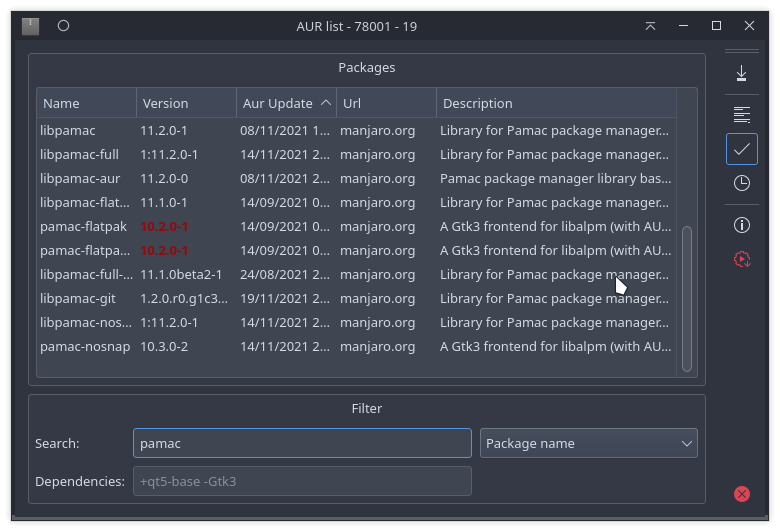 AUR list - 78001 - 19
Packages
Name Version Aur Update Url Description
libpamac 11.2.0-1 08/11/2021 1... manjaro.org Library for Pamac package manager...
libpamac-full 1:11.2.0-1 14/11/2021 2... manjaro.org Library for Pamac package manager...
libpamac-aur 11.2.0-0 08/11/2021 2... manjaro.org Pamac package manager library bas...
libpamac-flat... 11.1.0-1 14/09/2021 0... manjaro.org Library for Pamac package manager...
pamac-flatpak 10.2.0-1 14/09/2021 0... manjaro.org A Gtk3 frontend for libalpm (with AU...
pamac-flatpa... 10.2.0-1 14/09/2021 0... manjaro.org A Gtk3 frontend for libalpm (with AU...
libpamac-full-... 11.1.0beta2-1 24/08/2021 2... manjaro.org Library for Pamac package manager...
libpamac-git 1.2.0.r0.g1c3... 19/11/2021 2... manjaro.org Library for Pamac package manager...
libpamac-nos... 1:11.2.0-1 14/11/2021 2... manjaro.org Library for Pamac package manager...
pamac-nosnap 10.3.0-2 14/11/2021 2... manjaro.org A Gtk3 frontend for libalpm (with AU...
Filter
Search: pamac Package name
Dependencies: +qt5-base -Gtk3